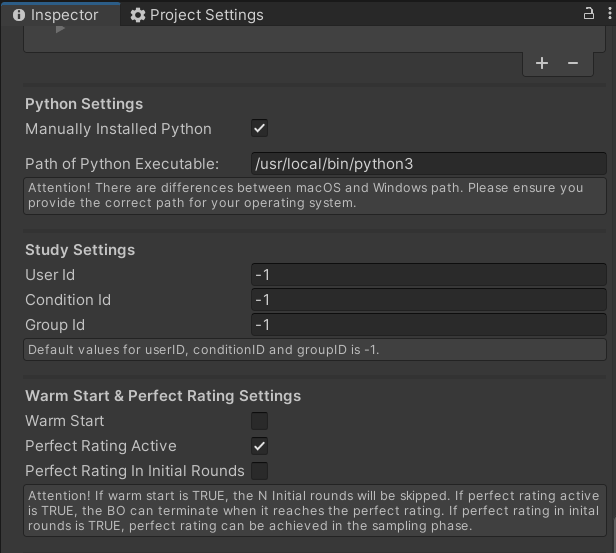 Inspector
Project Settings
+ −
Python Settings
Manually Installed Python
Path of Python Executable: /usr/local/bin/python3
Attention! There are differences between macOS and Windows path. Please ensure you
provide the correct path for your operating system.
Study Settings
User Id -1
Condition Id -1
Group Id -1
Default values for userID, conditionID and groupID is -1.
Warm Start & Perfect Rating Settings
Warm Start
Perfect Rating Active
Perfect Rating In Initial Rounds
Attention! If warm start is TRUE, the N Initial rounds will be skipped. If perfect rating active
is TRUE, the BO can terminate when it reaches the perfect rating. If perfect rating in inital
rounds is TRUE, perfect rating can be achieved in the sampling phase.